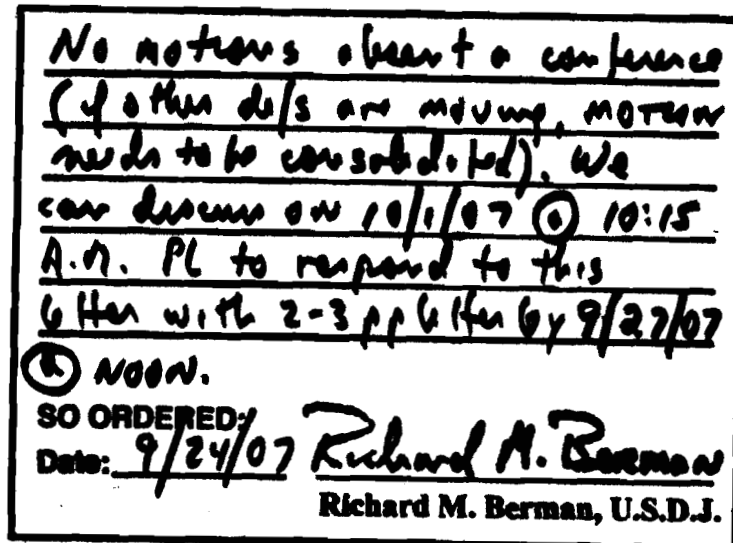 No motions absent a conference
(if other defs are moving, motion
needs to be consolidated). We
can discuss on 10/1/07 @ 10:15
A.M. Pl to respond to this
letter with 2-3 pp letter by 9/27/07
@ NOON.
SO ORDERED:
Date: 9/24/07 Richard M. Berman
Richard M. Berman, U.S.D.J.